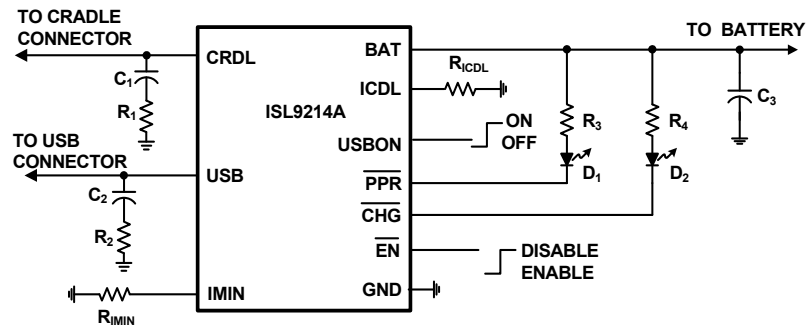 TO CRADLE
CONNECTOR
CRDL
C1
R1
TO USB
CONNECTOR
USB
C2
R2
IMIN
RIMIN
ISL9214A
BAT
TO BATTERY
ICDL
RICDL
USBON
ON
OFF
PPR
CHG
EN
DISABLE
ENABLE
GND
R3
D1
R4
D2
C3